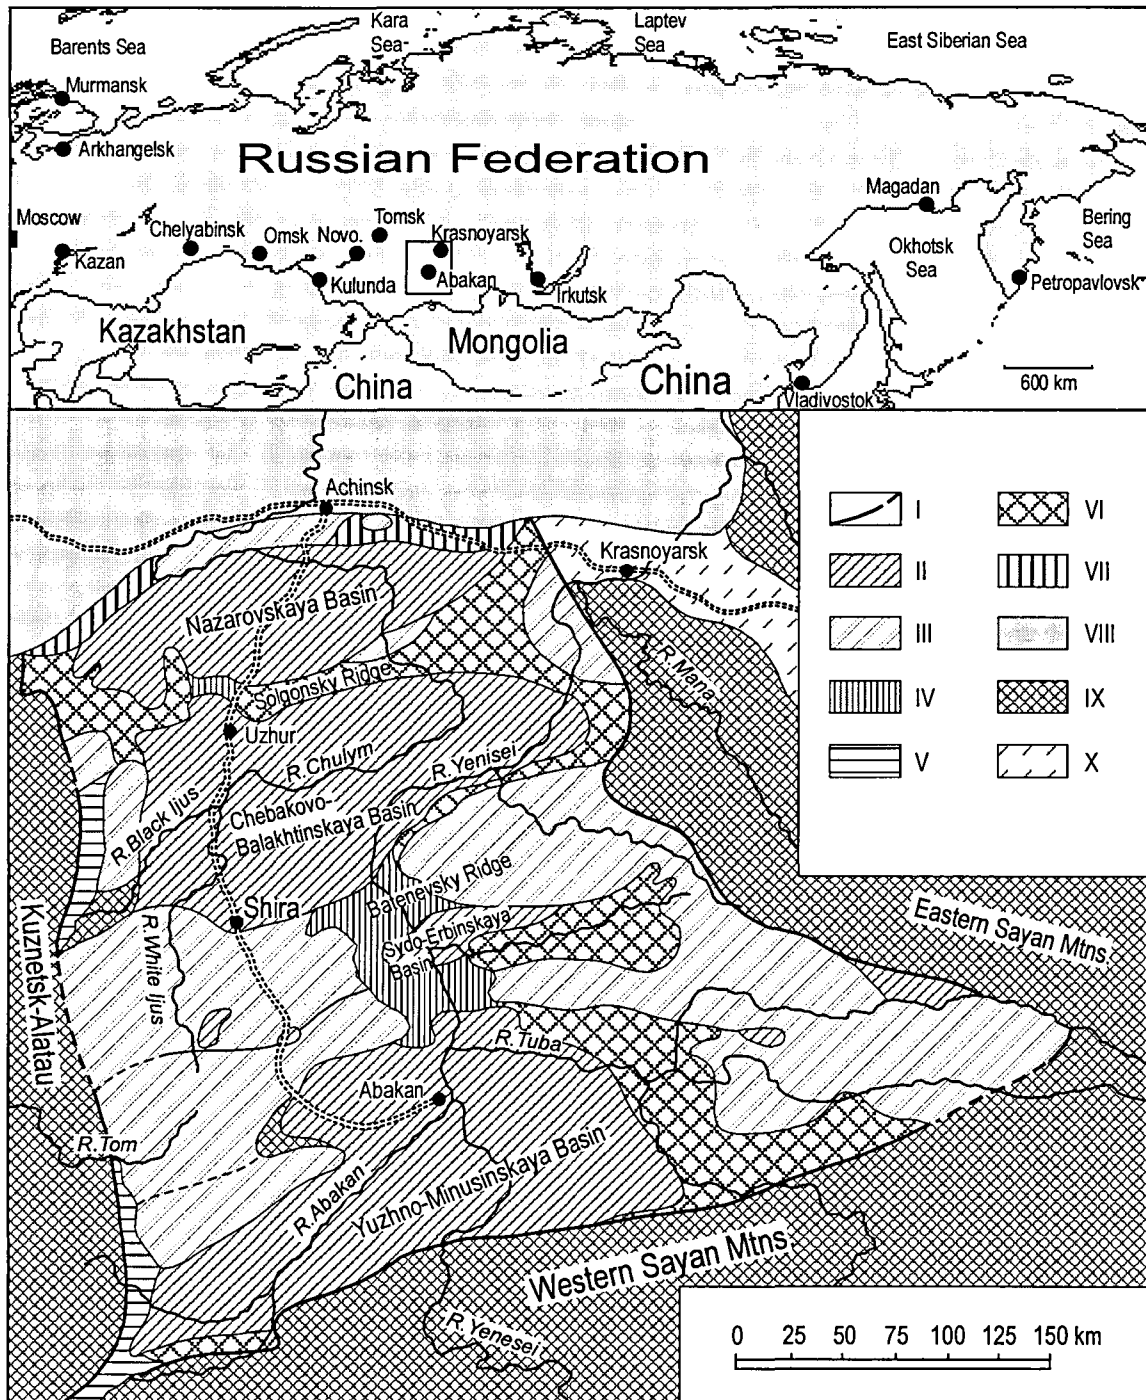 Barents Sea
Kara
Sea
Laptev
Sea
East Siberian Sea
Murmansk
Arkhangelsk
Russian Federation
Magadan
Bering
Sea
Okhotsk
Sea
Petropavlovsk
Moscow
Kazan
Chelyabinsk
Omsk
Novo.
Tomsk
Krasnoyarsk
Abakan
Kulunda
Irkutsk
Kazakhstan
Mongolia
China
China
Vladivostok
600 km
Achinsk
Krasnoyarsk
Nazarovskaya Basin
R.Mana
Solgonsky Ridge
Uzhur
R.Chulym
R.Yenisei
R.Black Ijus
Chebakovo-
Balakhtinskaya Basin
Balenevsky Ridge
Shira
Sydo-Erbinskaya
Basin
Eastern Sayan Mtns.
Kuznetsk-Alatau
R.White Ijus
R.Tuba
Abakan
R.Tom
R.Abakan
Yuzhno-Minusinskaya Basin
Western Sayan Mtns.
R.Yenesei
I
II
III
IV
V
VI
VII
VIII
IX
X
0 25 50 75 100 125 150 km